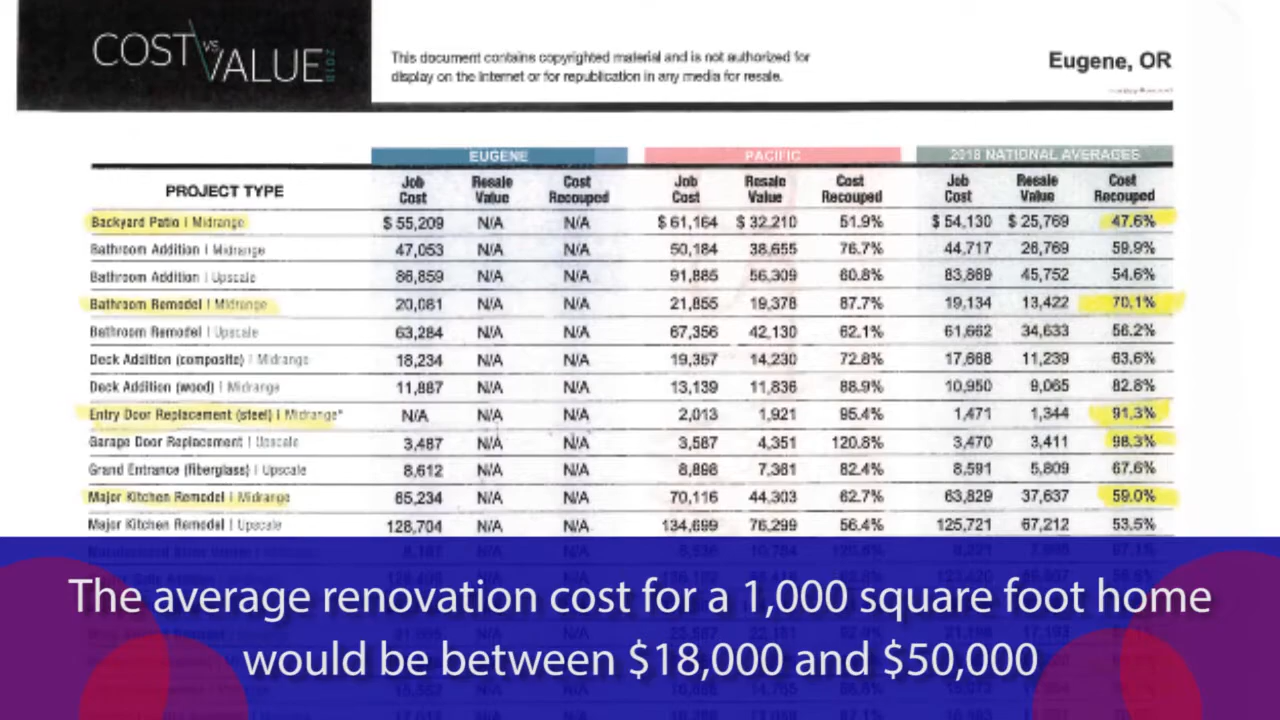 COST vs VALUE 2018
This document contains copyrighted material and is not authorized for
display on the internet or for republication in any media for resale.
Eugene, OR
EUGENE PACIFIC 2018 NATIONAL AVERAGES
PROJECT TYPE Job Cost Resale Value Cost Recouped Job Cost Resale Value Cost Recouped Job Cost Resale Value Cost Recouped
Backyard Patio | Midrange $ 55,209 N/A N/A $ 61,164 $ 32,210 51.9% $ 54,130 $ 25,769 47.6%
Bathroom Addition | Midrange 47,053 N/A N/A 50,184 38,655 76.7% 44,717 26,769 59.9%
Bathroom Addition | Upscale 86,859 N/A N/A 91,885 56,309 60.8% 83,869 45,752 54.6%
Bathroom Remodel | Midrange 20,081 N/A N/A 21,855 19,378 87.7% 19,134 13,422 70.1%
Bathroom Remodel | Upscale 63,284 N/A N/A 67,356 42,130 62.1% 61,662 34,633 56.2%
Deck Addition (composite) | Midrange 18,234 N/A N/A 19,357 14,230 72.8% 17,668 11,239 63.6%
Deck Addition (wood) | Midrange 11,887 N/A N/A 13,139 11,836 88.9% 10,950 9,065 82.8%
Entry Door Replacement (steel) | Midrange* N/A N/A N/A 2,013 1,921 95.4% 1,471 1,344 91.3%
Garage Door Replacement | Upscale 3,487 N/A N/A 3,587 4,351 120.8% 3,470 3,411 98.3%
Grand Entrance (fiberglass) | Upscale 8,612 N/A N/A 8,898 7,381 82.4% 8,591 5,809 67.6%
Major Kitchen Remodel | Midrange 65,234 N/A N/A 70,116 44,303 62.7% 63,829 37,637 59.0%
Major Kitchen Remodel | Upscale 128,704 N/A N/A 134,699 76,299 56.4% 125,721 67,212 53.5%
The average renovation cost for a 1,000 square foot home
would be between $18,000 and $50,000